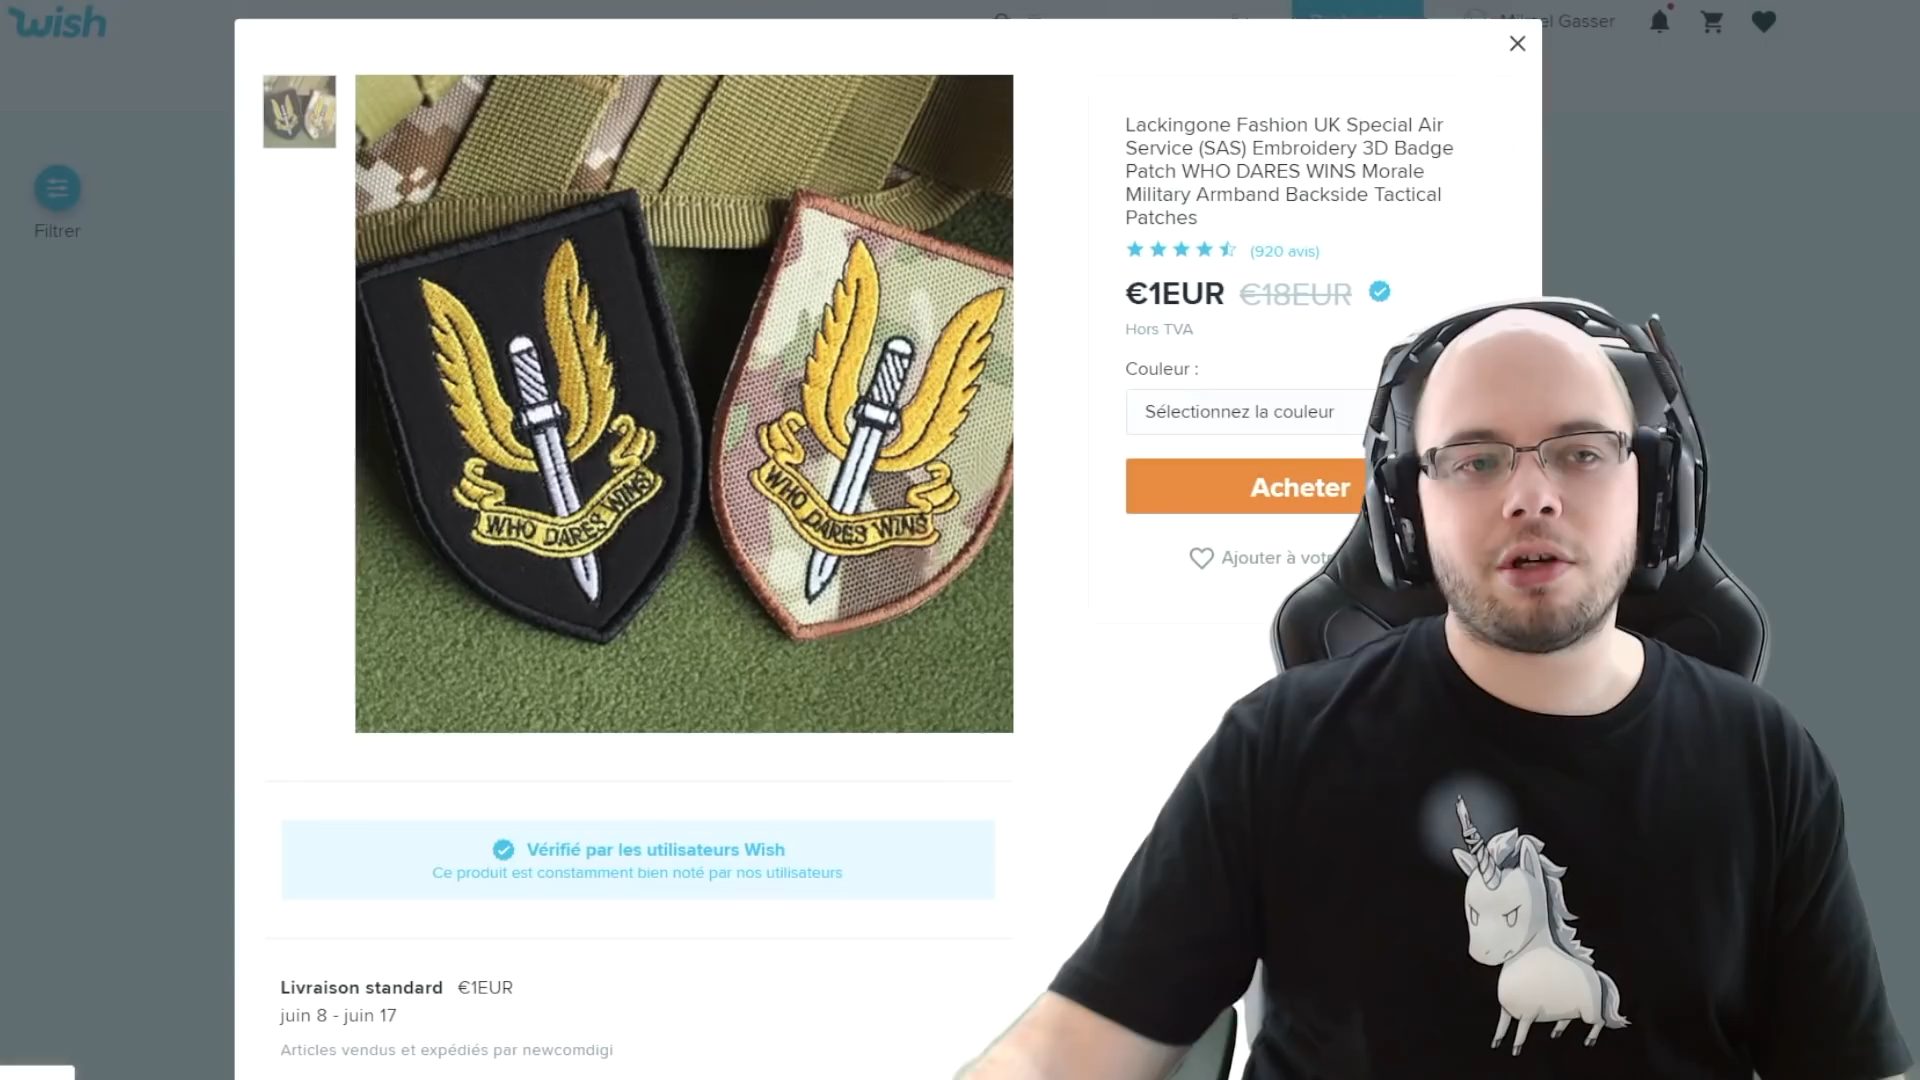 wish
el Gasser
Filtrer
WHO DARES WINS
WHO DARES WINS
Lackingone Fashion UK Special Air
Service (SAS) Embroidery 3D Badge
Patch WHO DARES WINS Morale
Military Armband Backside Tactical
Patches
(920 avis)
€1EUR €18EUR
Hors TVA
Couleur :
Sélectionnez la couleur
Acheter
Ajouter à
Vérifié par les utilisateurs Wish
Ce produit est constamment bien noté par nos utilisateurs
Livraison standard €1EUR
juin 8 - juin 17
Articles vendus et expédiés par newcomdigi